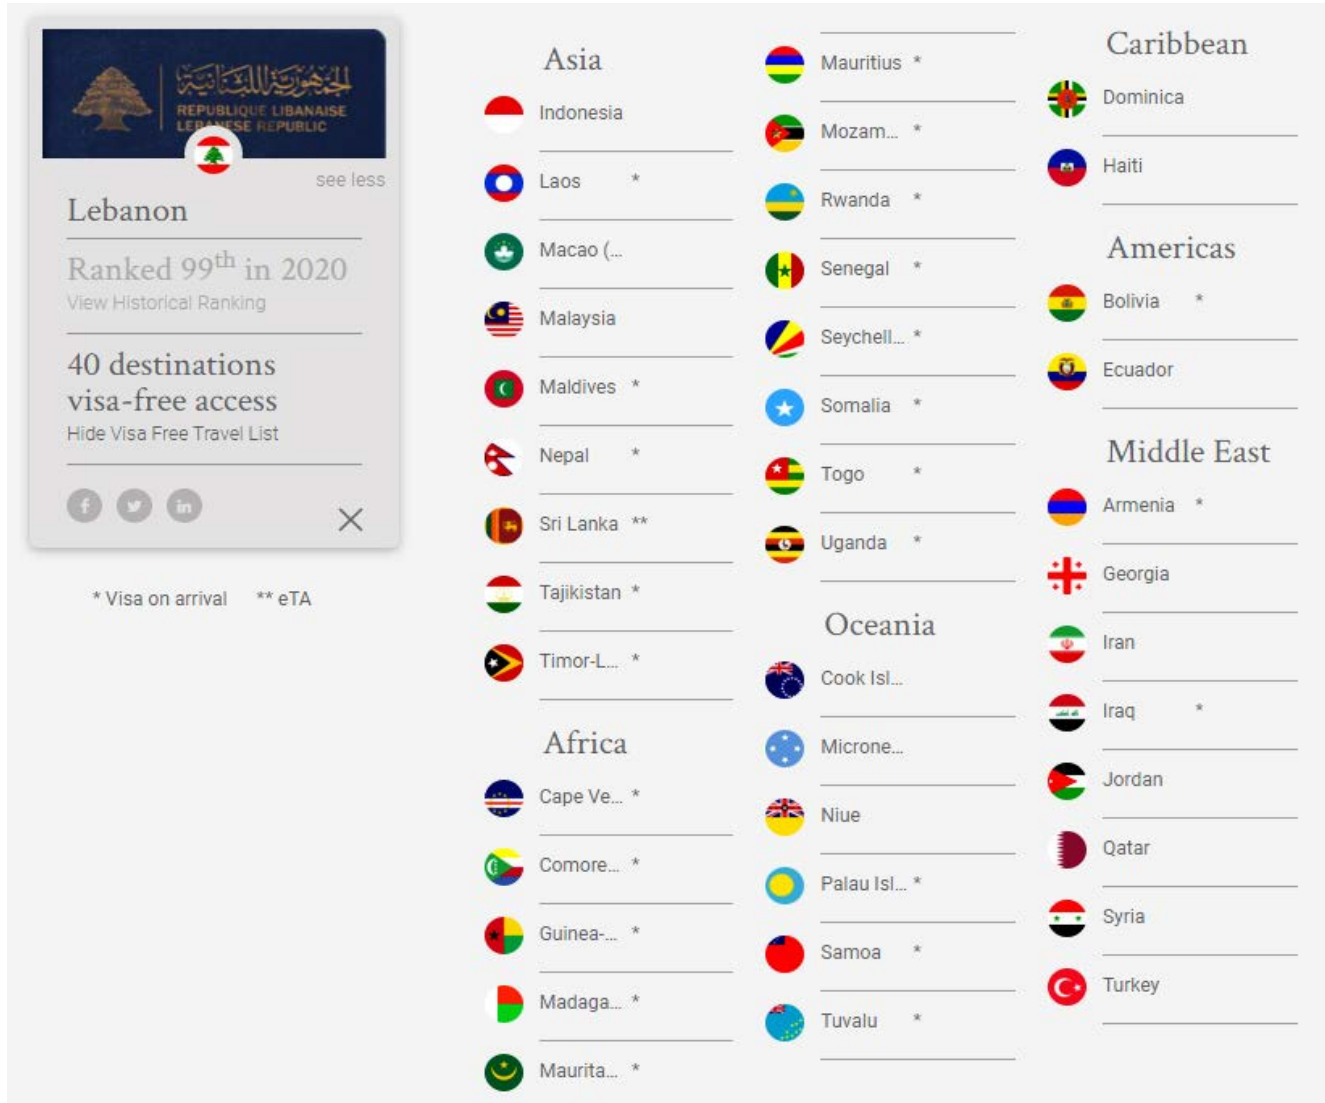 الجمهورية اللبنانية
REPUBLIQUE LIBANAISE
LEBANESE REPUBLIC
see less
Lebanon
Ranked 99th in 2020
View Historical Ranking
40 destinations
visa-free access
Hide Visa Free Travel List
* Visa on arrival ** eTA
Asia
Indonesia
Laos *
Macao (...
Malaysia
Maldives *
Nepal *
Sri Lanka **
Tajikistan *
Timor-L... *
Africa
Cape Ve... *
Comore... *
Guinea-... *
Madaga... *
Maurita... *
Mauritius *
Mozam... *
Rwanda *
Senegal *
Seychell... *
Somalia *
Togo *
Uganda *
Oceania
Cook Isl...
Microne...
Niue
Palau Isl... *
Samoa *
Tuvalu *
Caribbean
Dominica
Haiti
Americas
Bolivia *
Ecuador
Middle East
Armenia *
Georgia
Iran
Iraq *
Jordan
Qatar
Syria
Turkey